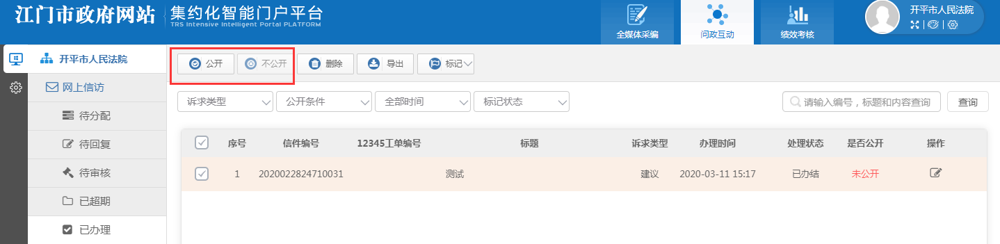 江门市政府网站 集约化智能门户平台
TRS Intensive Intelligent Portal PLATFORM
全媒体采编 问政互动 绩效考核
开平市人民法院
开平市人民法院
公开 不公开 删除 导出 标记
网上信访
诉求类型 公开条件 全部时间 标记状态 请输入编号，标题和内容查询 查询
待分配
待回复
序号 信件编号 12345工单编号 标题 诉求类型 办理时间 处理状态 是否公开 操作
待审核
1 2020022824710031 测试 建议 2020-03-11 15:17 已办结 未公开
已超期
已办理